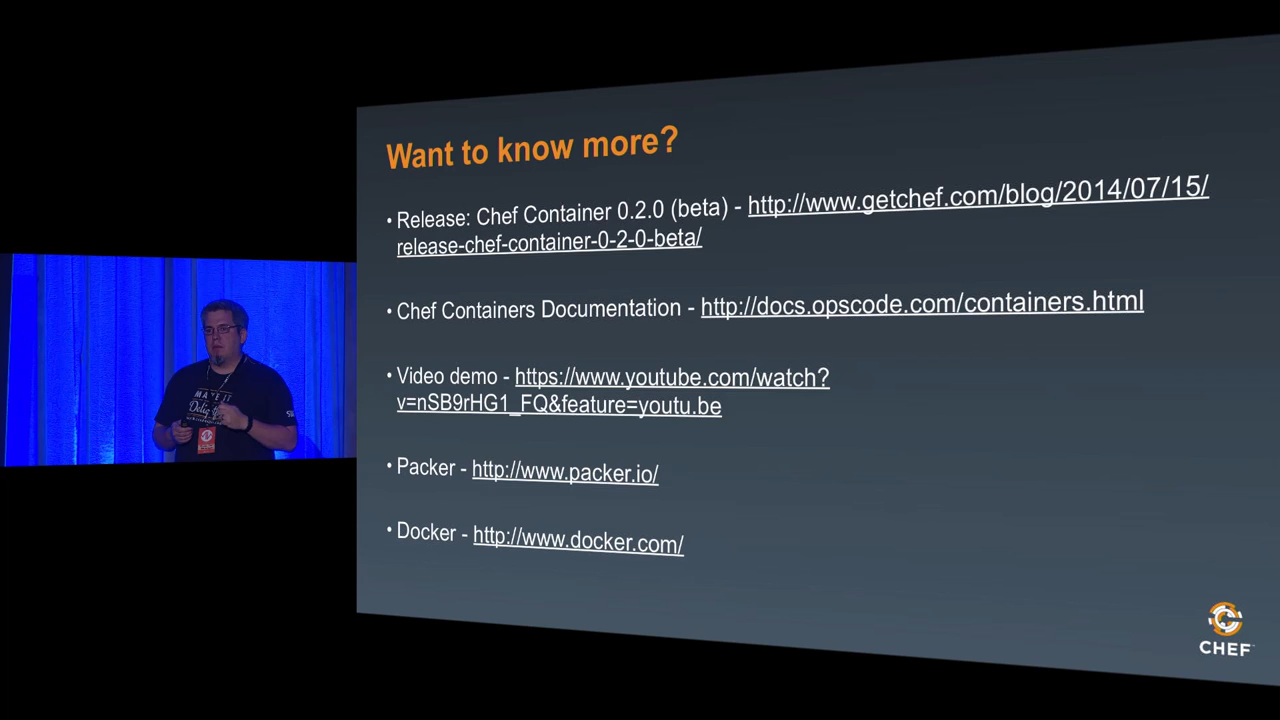 Want to know more?
• Release: Chef Container 0.2.0 (beta) - http://www.getchef.com/blog/2014/07/15/
release-chef-container-0-2-0-beta/
• Chef Containers Documentation - http://docs.opscode.com/containers.html
• Video demo - https://www.youtube.com/watch?
v=nSB9rHG1_FQ&feature=youtu.be
• Packer - http://www.packer.io/
• Docker - http://www.docker.com/
MAKE IT
CHEF